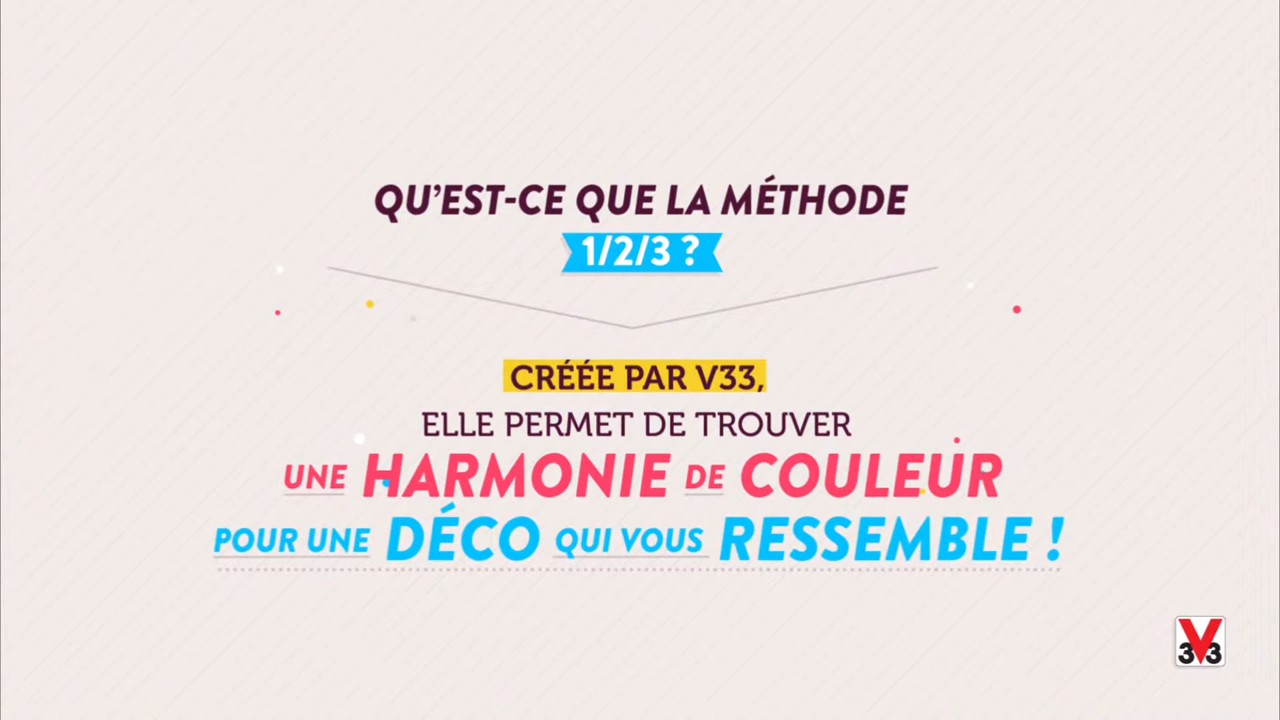 QU'EST-CE QUE LA MÉTHODE
1/2/3 ?
CRÉÉE PAR V33,
ELLE PERMET DE TROUVER
UNE HARMONIE DE COULEUR
POUR UNE DÉCO QUI VOUS RESSEMBLE !
V33